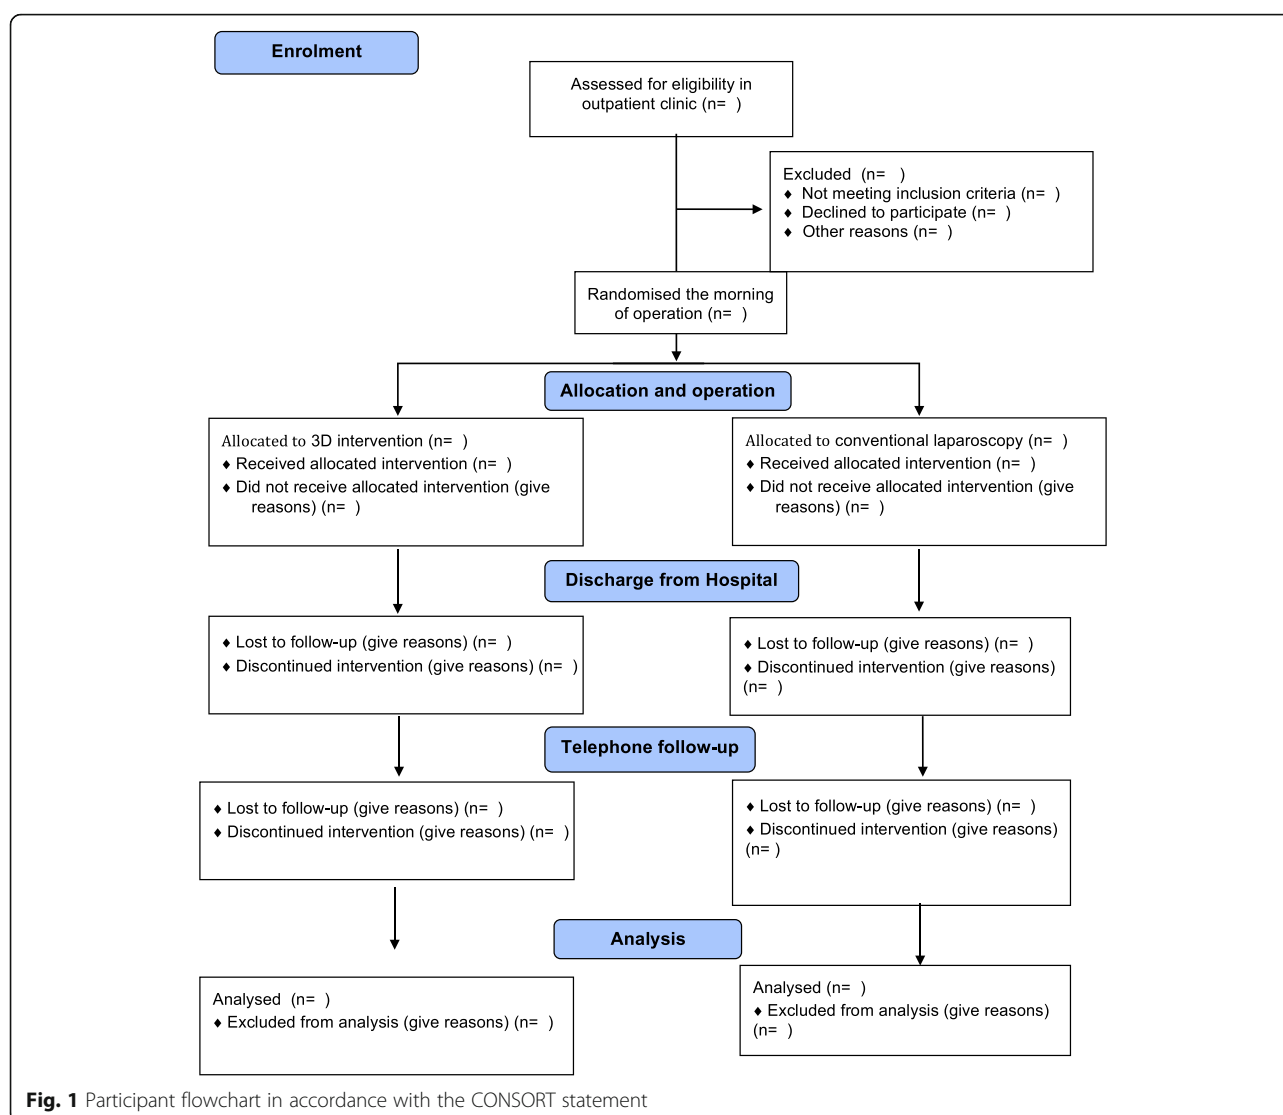 Enrolment
Assessed for eligibility in
outpatient clinic (n=  )
Excluded  (n=  )
♦ Not meeting inclusion criteria (n=  )
♦ Declined to participate (n=  )
♦ Other reasons (n=  )
Randomised the morning
of operation (n=  )
Allocation and operation
Allocated to 3D intervention (n=  )
♦ Received allocated intervention (n=  )
♦ Did not receive allocated intervention (give
reasons) (n=  )
Allocated to conventional laparoscopy (n=  )
♦ Received allocated intervention (n=  )
♦ Did not receive allocated intervention (give
reasons) (n=  )
Discharge from Hospital
♦ Lost to follow-up (give reasons) (n=  )
♦ Discontinued intervention (give reasons) (n=  )
♦ Lost to follow-up (give reasons) (n=  )
♦ Discontinued intervention (give reasons)
(n=  )
Telephone follow-up
♦ Lost to follow-up (give reasons) (n=  )
♦ Discontinued intervention (give reasons) (n=  )
♦ Lost to follow-up (give reasons) (n=  )
♦ Discontinued intervention (give reasons)
(n= )
Analysis
Analysed  (n=  )
♦ Excluded from analysis (give reasons) (n=  )
Analysed (n=  )
♦ Excluded from analysis (give reasons)
(n=  )
Fig. 1 Participant flowchart in accordance with the CONSORT statement